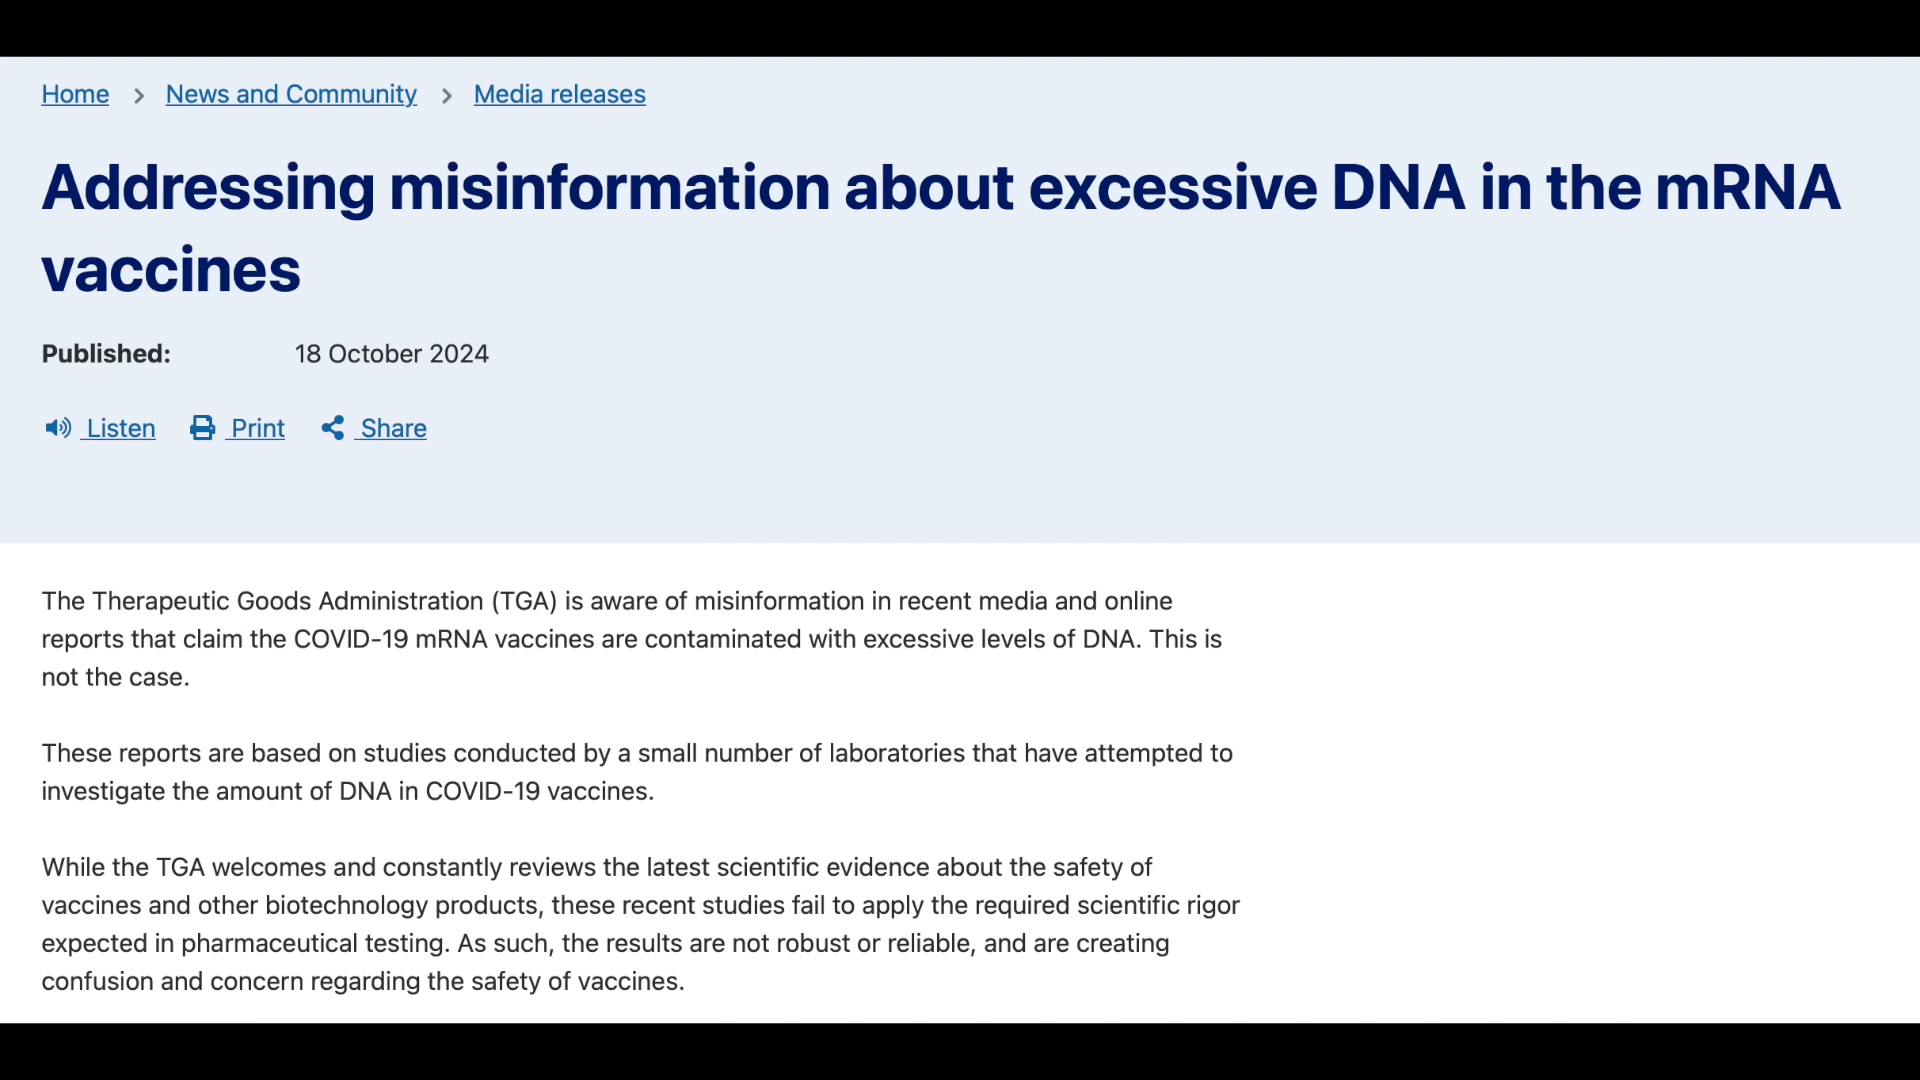 Home > News and Community > Media releases
Addressing misinformation about excessive DNA in the mRNA
vaccines
Published: 18 October 2024
Listen Print Share
The Therapeutic Goods Administration (TGA) is aware of misinformation in recent media and online
reports that claim the COVID-19 mRNA vaccines are contaminated with excessive levels of DNA. This is
not the case.
These reports are based on studies conducted by a small number of laboratories that have attempted to
investigate the amount of DNA in COVID-19 vaccines.
While the TGA welcomes and constantly reviews the latest scientific evidence about the safety of
vaccines and other biotechnology products, these recent studies fail to apply the required scientific rigor
expected in pharmaceutical testing. As such, the results are not robust or reliable, and are creating
confusion and concern regarding the safety of vaccines.